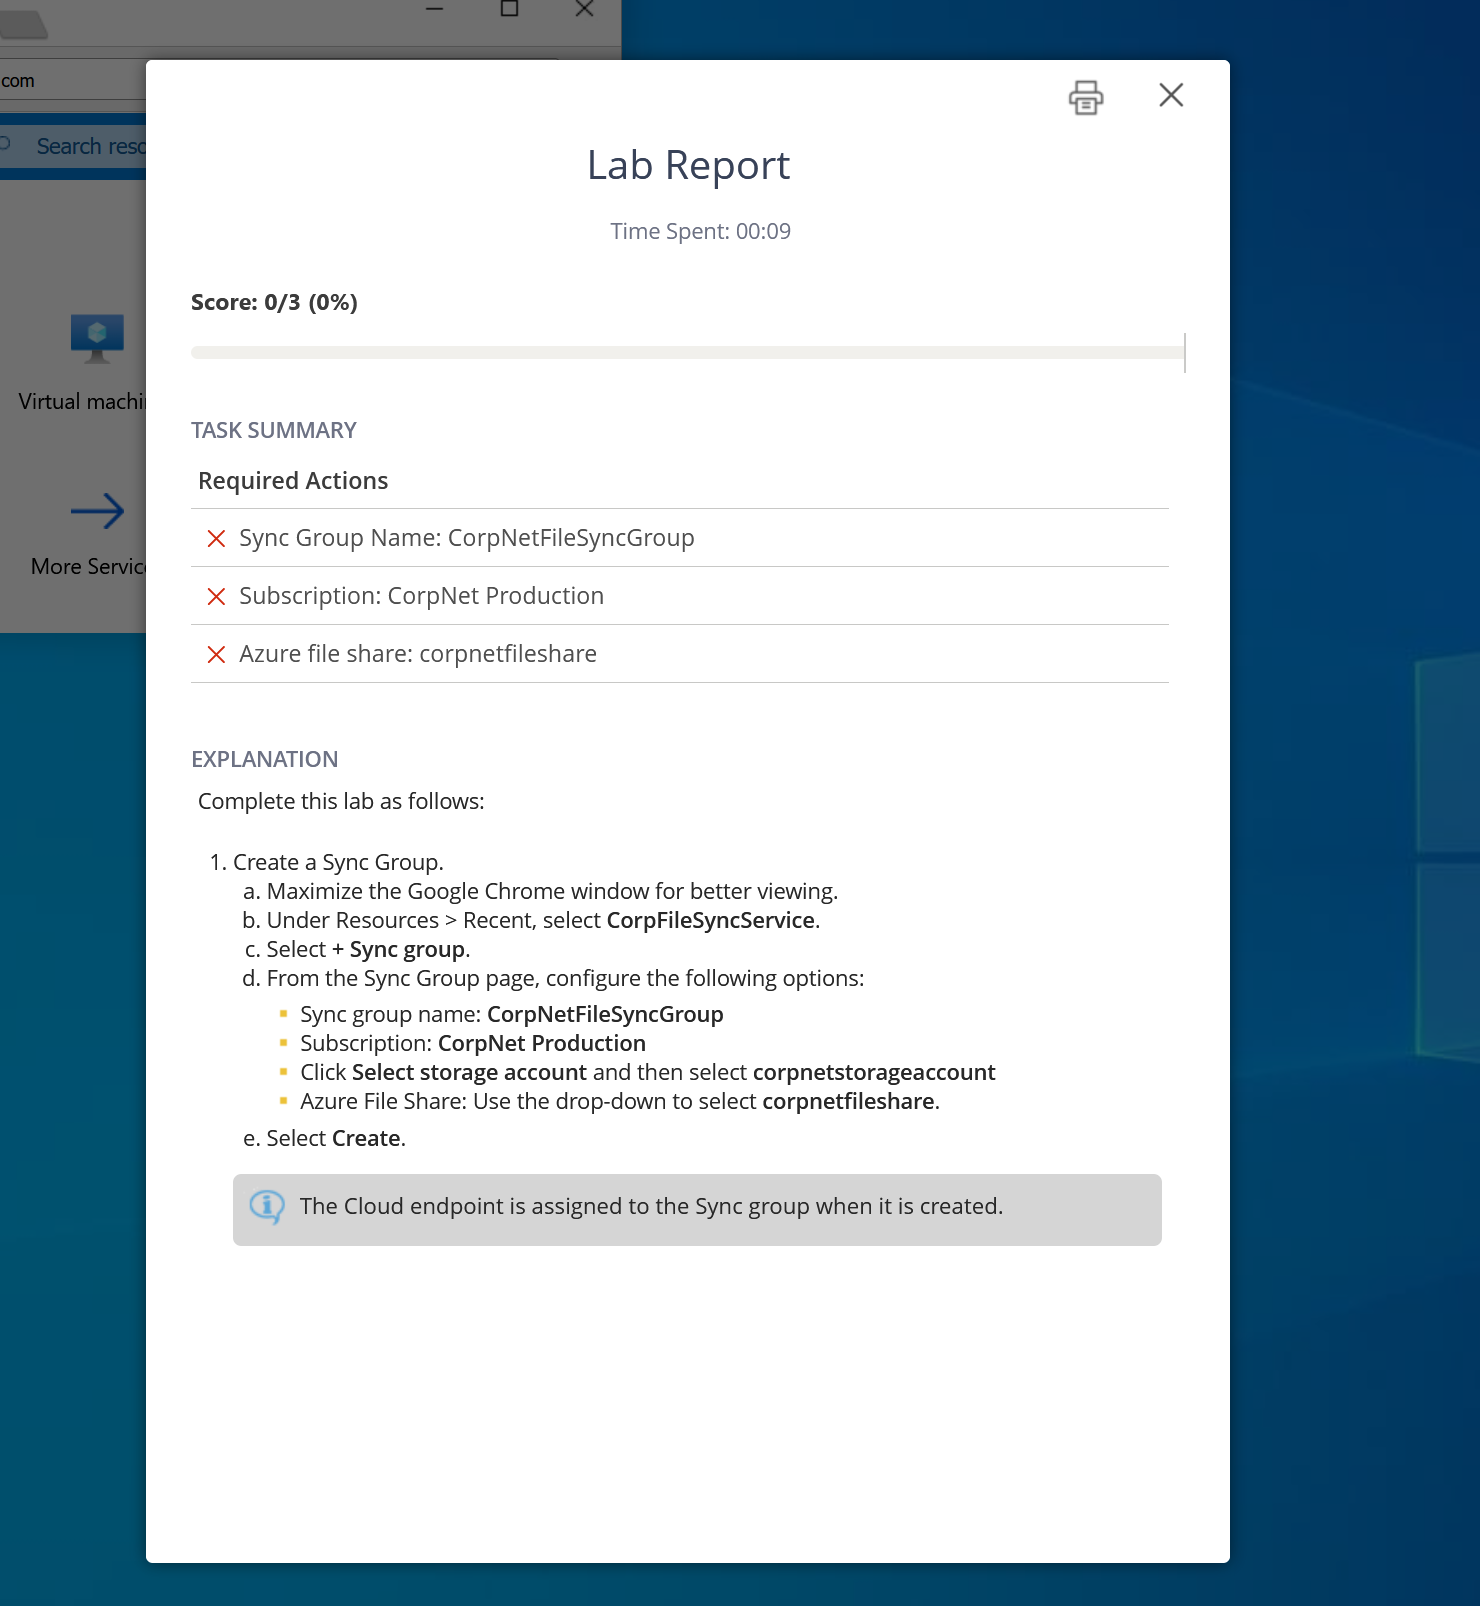 com
Search reso
Virtual machi
More Servic
Lab Report
Time Spent: 00:09
Score: 0/3 (0%)
TASK SUMMARY
Required Actions
Sync Group Name: CorpNetFileSyncGroup
Subscription: CorpNet Production
Azure file share: corpnetfileshare
EXPLANATION
Complete this lab as follows:
1. Create a Sync Group.
a. Maximize the Google Chrome window for better viewing.
b. Under Resources > Recent, select CorpFileSyncService.
c. Select + Sync group.
d. From the Sync Group page, configure the following options:
Sync group name: CorpNetFileSyncGroup
Subscription: CorpNet Production
Click Select storage account and then select corpnetstorageaccount
Azure File Share: Use the drop-down to select corpnetfileshare.
e. Select Create.
The Cloud endpoint is assigned to the Sync group when it is created.